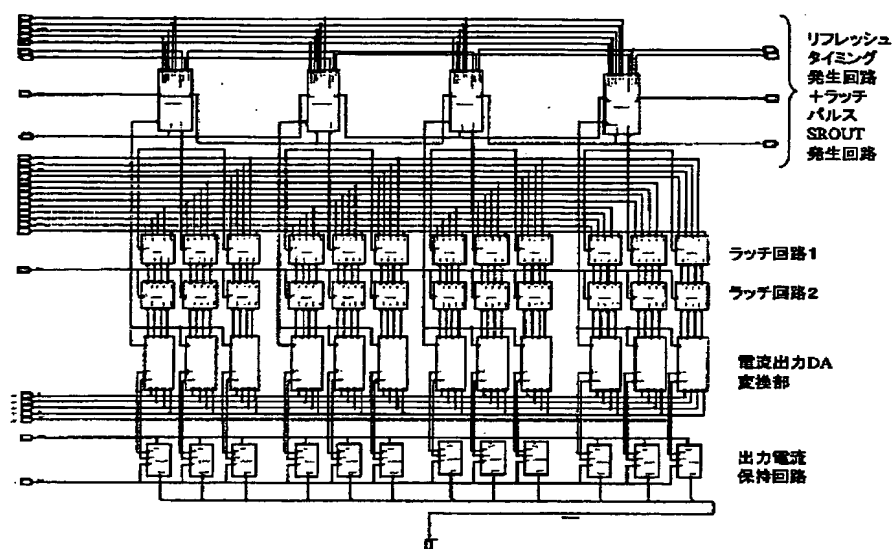 リフレッシュ
タイミング
発生回路
＋ラッチ
パルス
SROUT
発生回路
ラッチ回路1
ラッチ回路2
電流出力DA
変換部
出力電流
保持回路